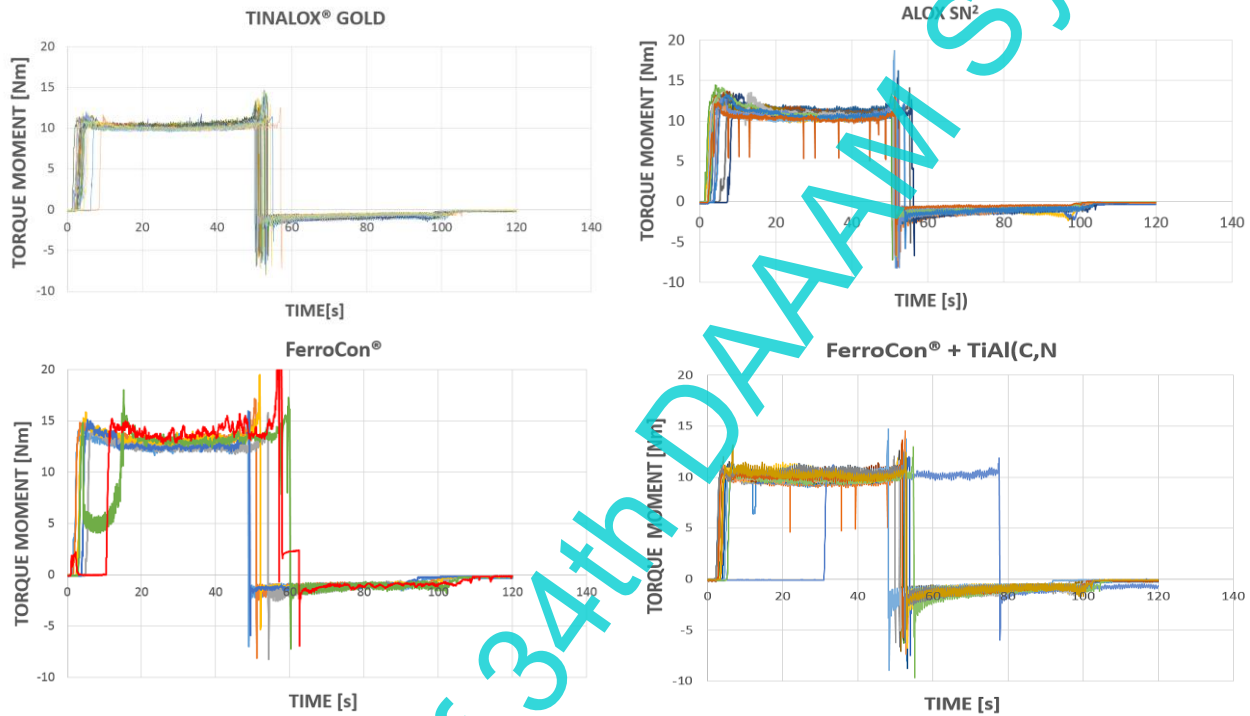 TINALOX® GOLD
TORQUE MOMENT [Nm]
20
15
10
5
0
-5
-10
0 20 40 60 80 100 120 140
TIME[s]
ALOX SN²
TORQUE MOMENT [Nm]
20
15
10
5
0
-5
-10
0 20 40 60 80 100 120 140
TIME [s])
FerroCon®
TORQUE MOMENT [Nm]
20
15
10
5
0
-5
-10
0 20 40 60 80 100 120 140
TIME [s]
FerroCon® + TiAl(C,N
TORQUE MOMENT [Nm]
20
15
10
5
0
-5
-10
0 20 40 60 80 100 120 140
TIME [s]
34th DAAAM Sy